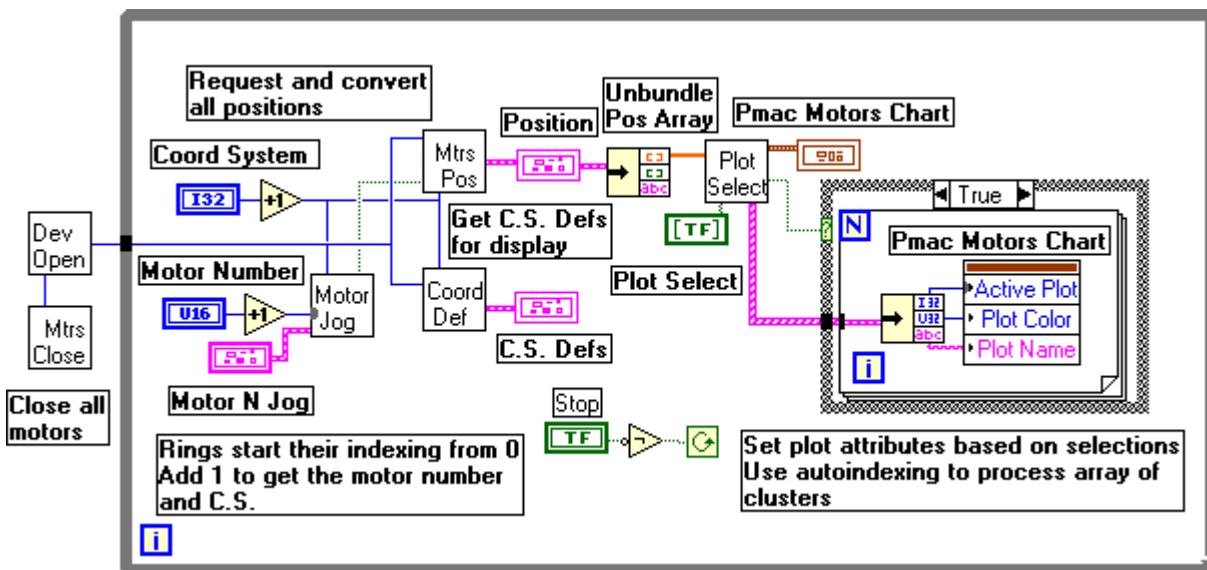 Request and convert
all positions
Unbundle
Pos Array
Position
Pmac Motors Chart
Coord System
Mtrs
Pos
Plot
Select
I32
+1
abc
True
Get C.S. Defs
for display
[TF]
N
Pmac Motors Chart
Dev
Open
Motor Number
Motor
Jog
Coord
Def
Plot Select
I32
U32
abc
Active Plot
Plot Color
Plot Name
U16
+1
Mtrs
Close
C.S. Defs
i
Close all
motors
Motor N Jog
Stop
TF
Rings start their indexing from 0
Add 1 to get the motor number
and C.S.
Set plot attributes based on selections
Use autoindexing to process array of
clusters
i